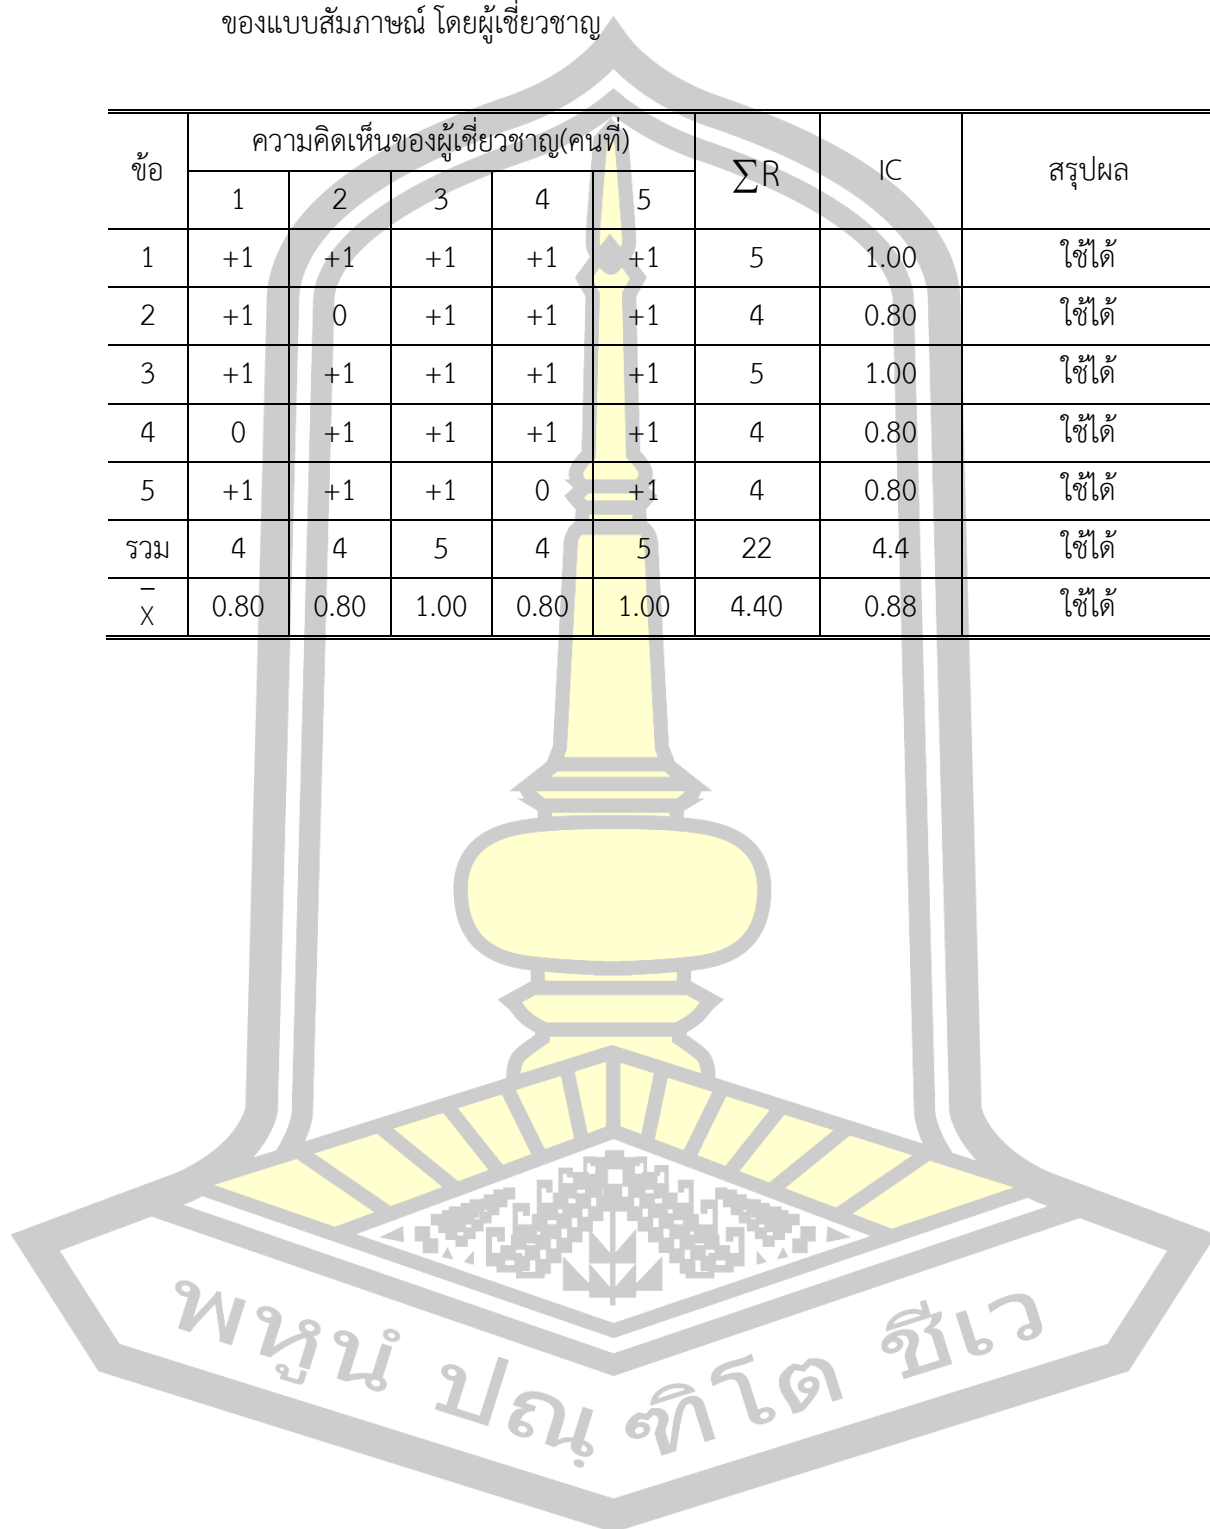 ของแบบสัมภาษณ์ โดยผู้เชี่ยวชาญ
ข้อ ความคิดเห็นของผู้เชี่ยวชาญ(คนที่) ∑R IC สรุปผล
1 2 3 4 5
1 +1 +1 +1 +1 +1 5 1.00 ใช้ได้
2 +1 0 +1 +1 +1 4 0.80 ใช้ได้
3 +1 +1 +1 +1 +1 5 1.00 ใช้ได้
4 0 +1 +1 +1 +1 4 0.80 ใช้ได้
5 +1 +1 +1 0 +1 4 0.80 ใช้ได้
รวม 4 4 5 4 5 22 4.4 ใช้ได้
x̄ 0.80 0.80 1.00 0.80 1.00 4.40 0.88 ใช้ได้
พหูนํ ปณฺ ฑิโต ชีเว